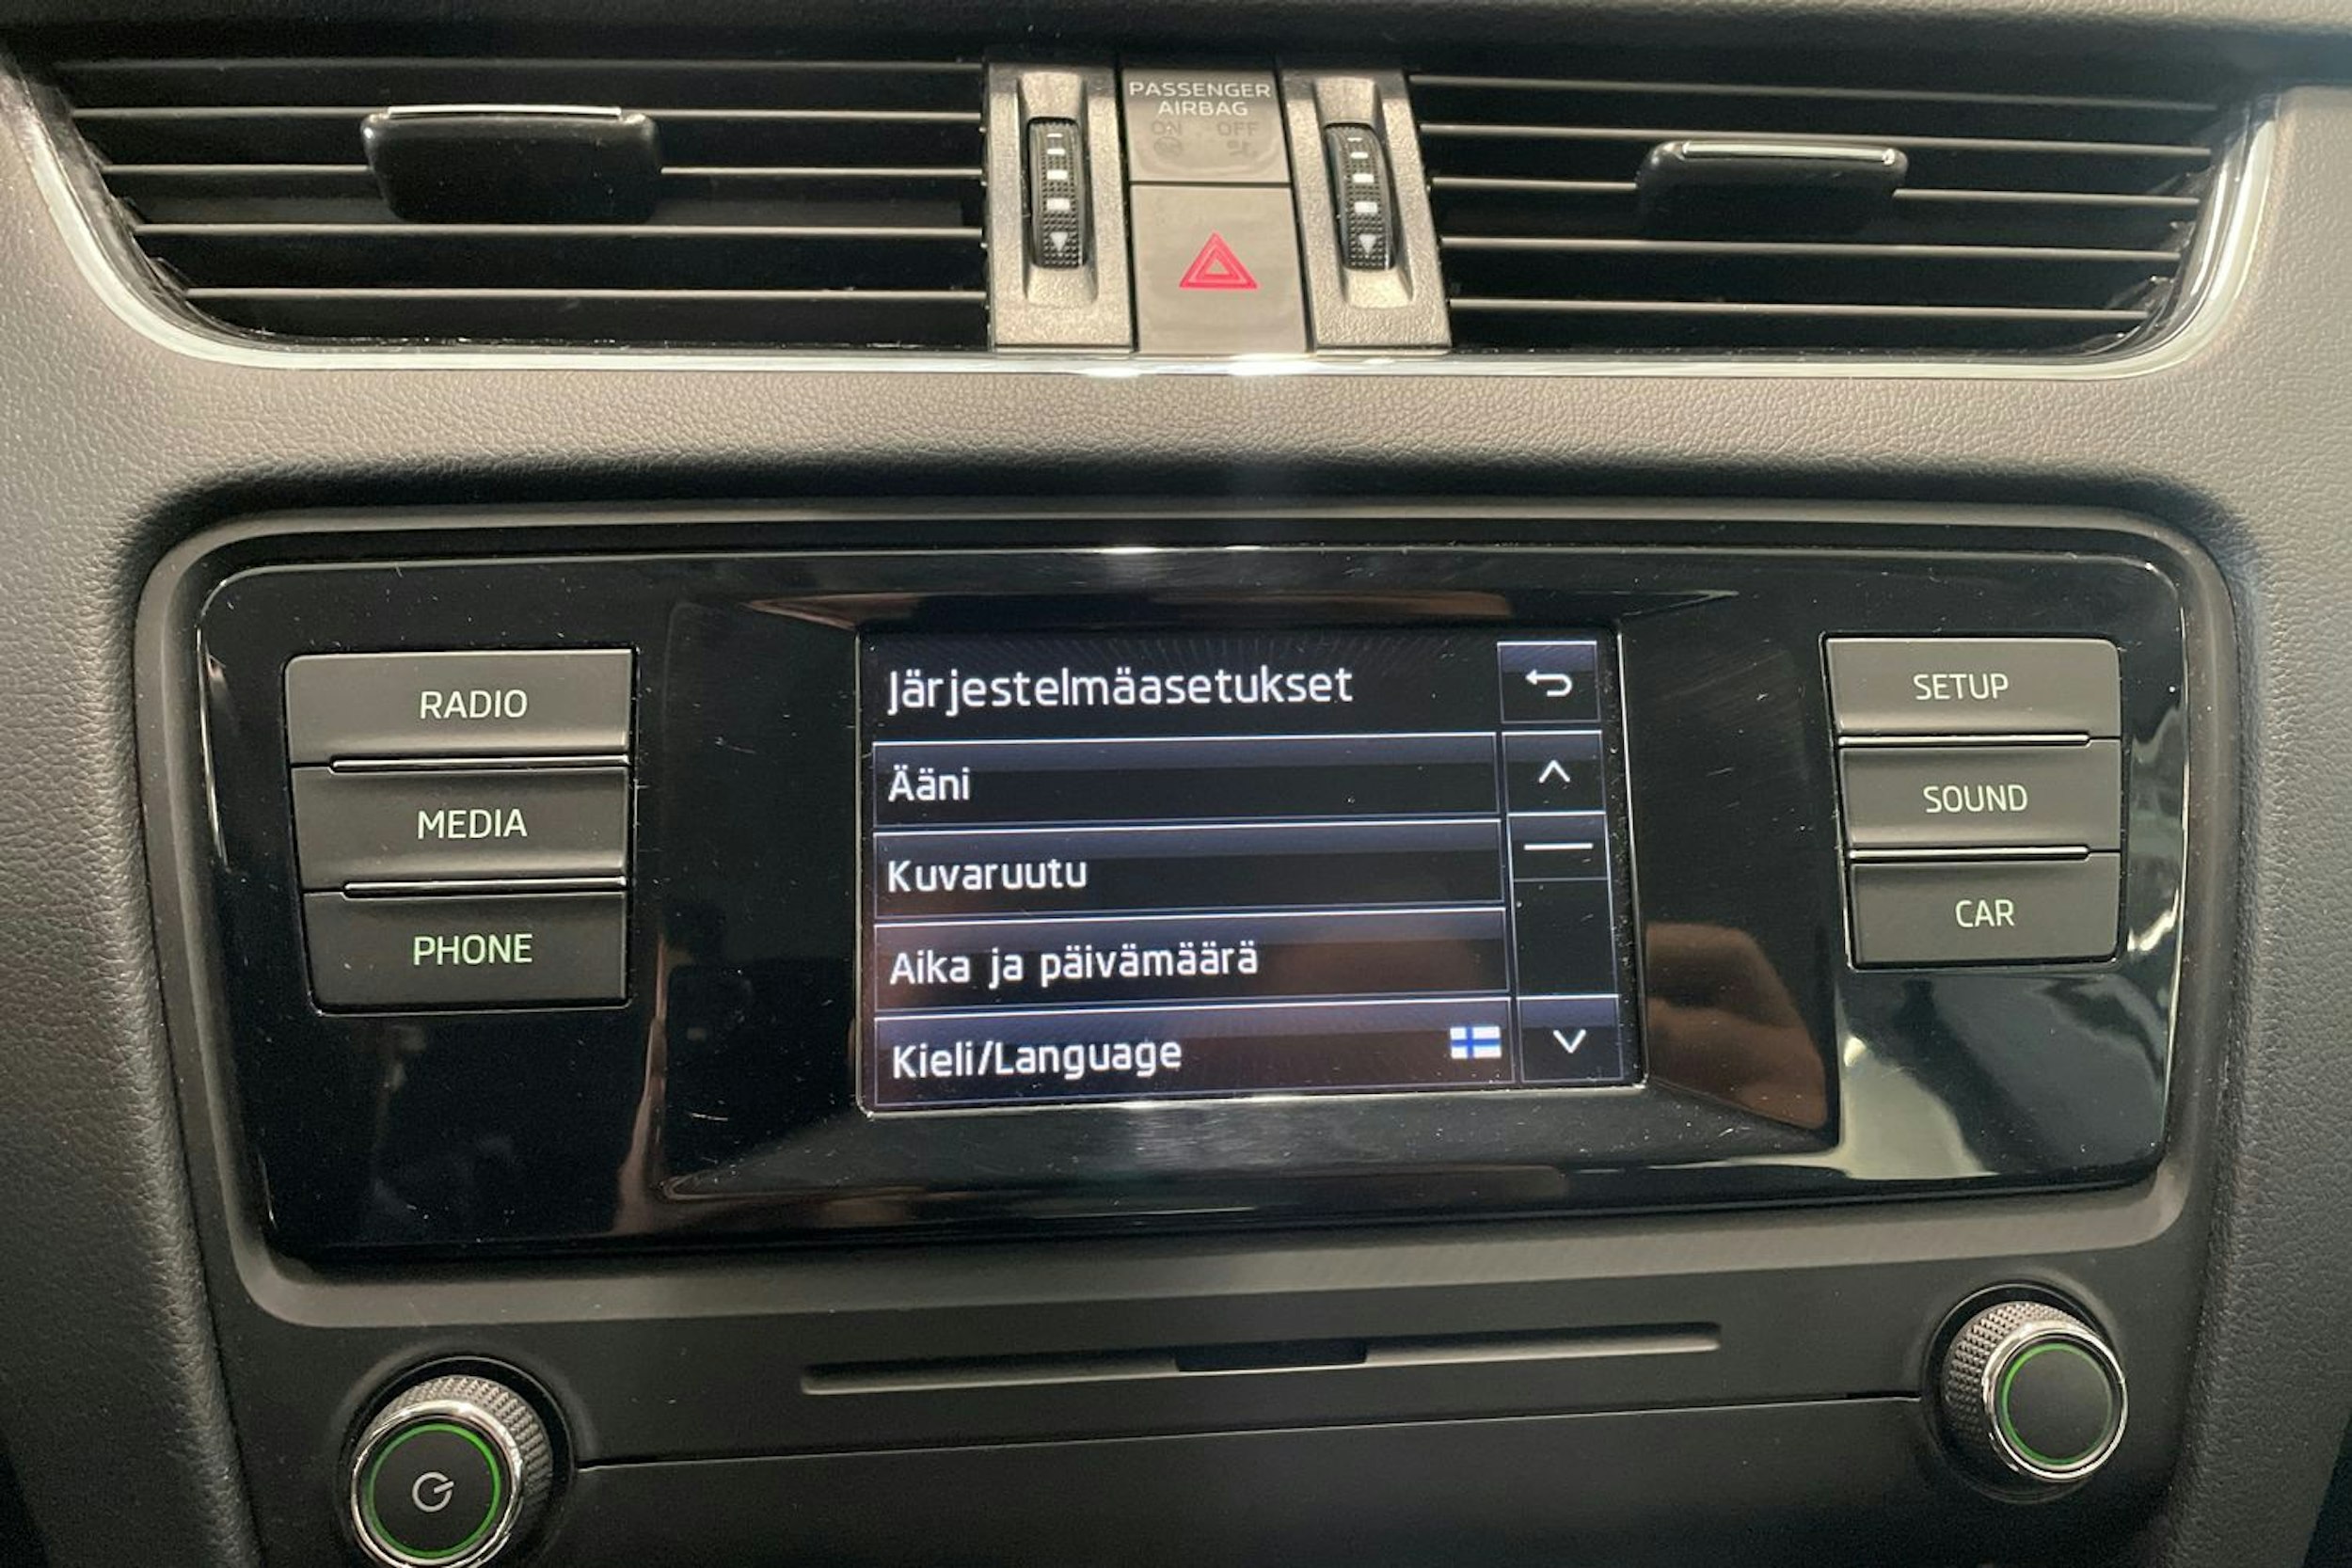 PASSENGER
AIRBAG
ON OFF
RADIO
MEDIA
PHONE
Järjestelmäasetukset
Ääni
Kuvaruutu
Aika ja päivämäärä
Kieli/Language
SETUP
SOUND
CAR